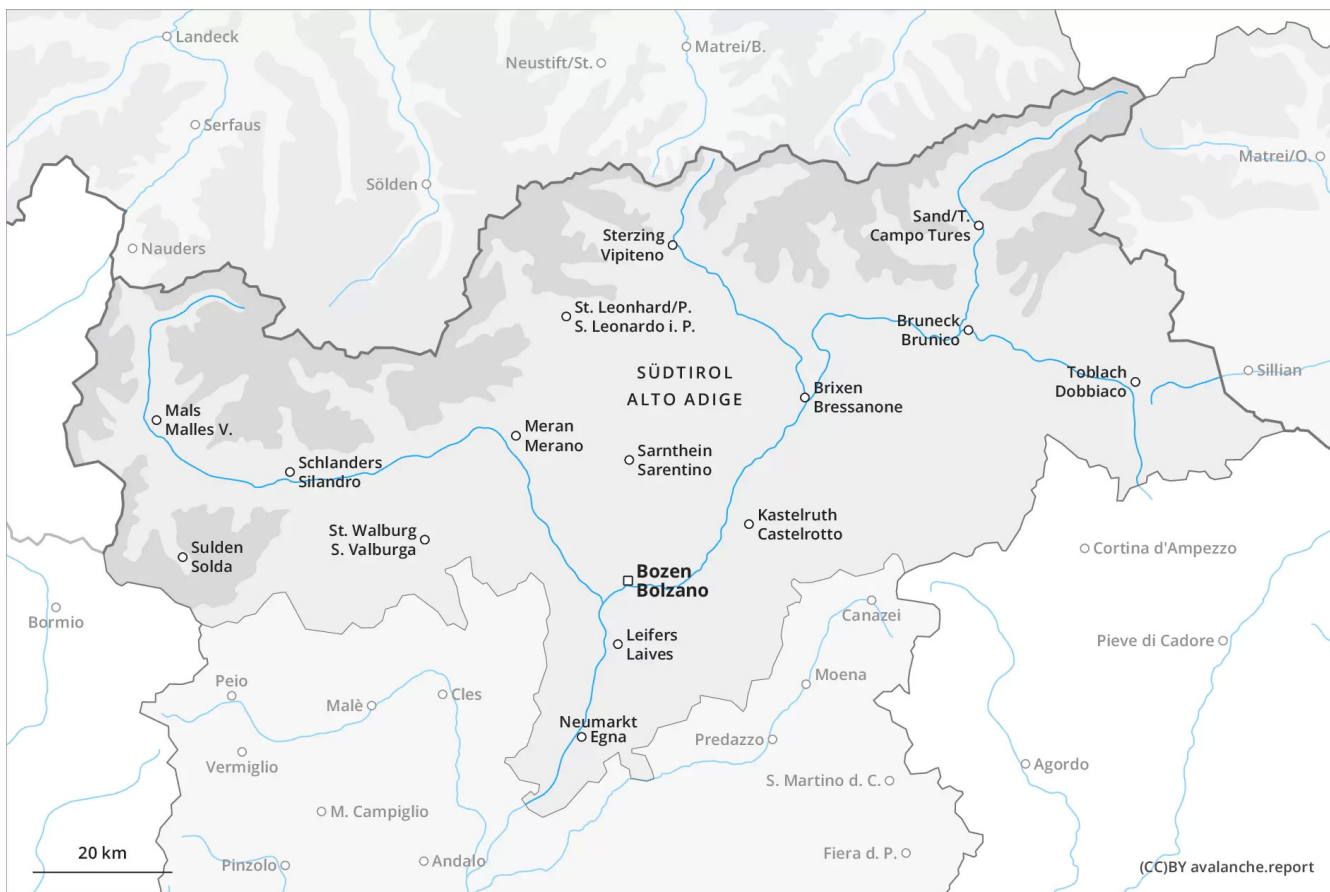 Landeck
Matrei/B.
Neustift/St.
Serfaus
Matrei/O.
Sölden
Nauders
Sand/T.
Campo Tures
Sterzing
Vipiteno
St. Leonhard/P.
S. Leonardo i. P.
Bruneck
Brunico
SÜDTIROL
ALTO ADIGE
Toblach
Dobbiaco
Sillian
Brixen
Bressanone
Mals
Malles V.
Meran
Merano
Sarnthein
Sarentino
Schlanders
Silandro
Kastelruth
Castelrotto
St. Walburg
S. Valburga
Sulden
Solda
Cortina d'Ampezzo
Bozen
Bolzano
Bormio
Canazei
Leifers
Laives
Pieve di Cadore
Moena
Peio
Malè
Cles
Neumarkt
Egna
Predazzo
Vermiglio
Agordo
S. Martino d. C.
M. Campiglio
20 km
Pinzolo
Andalo
Fiera d. P.
(CC)BY avalanche.report